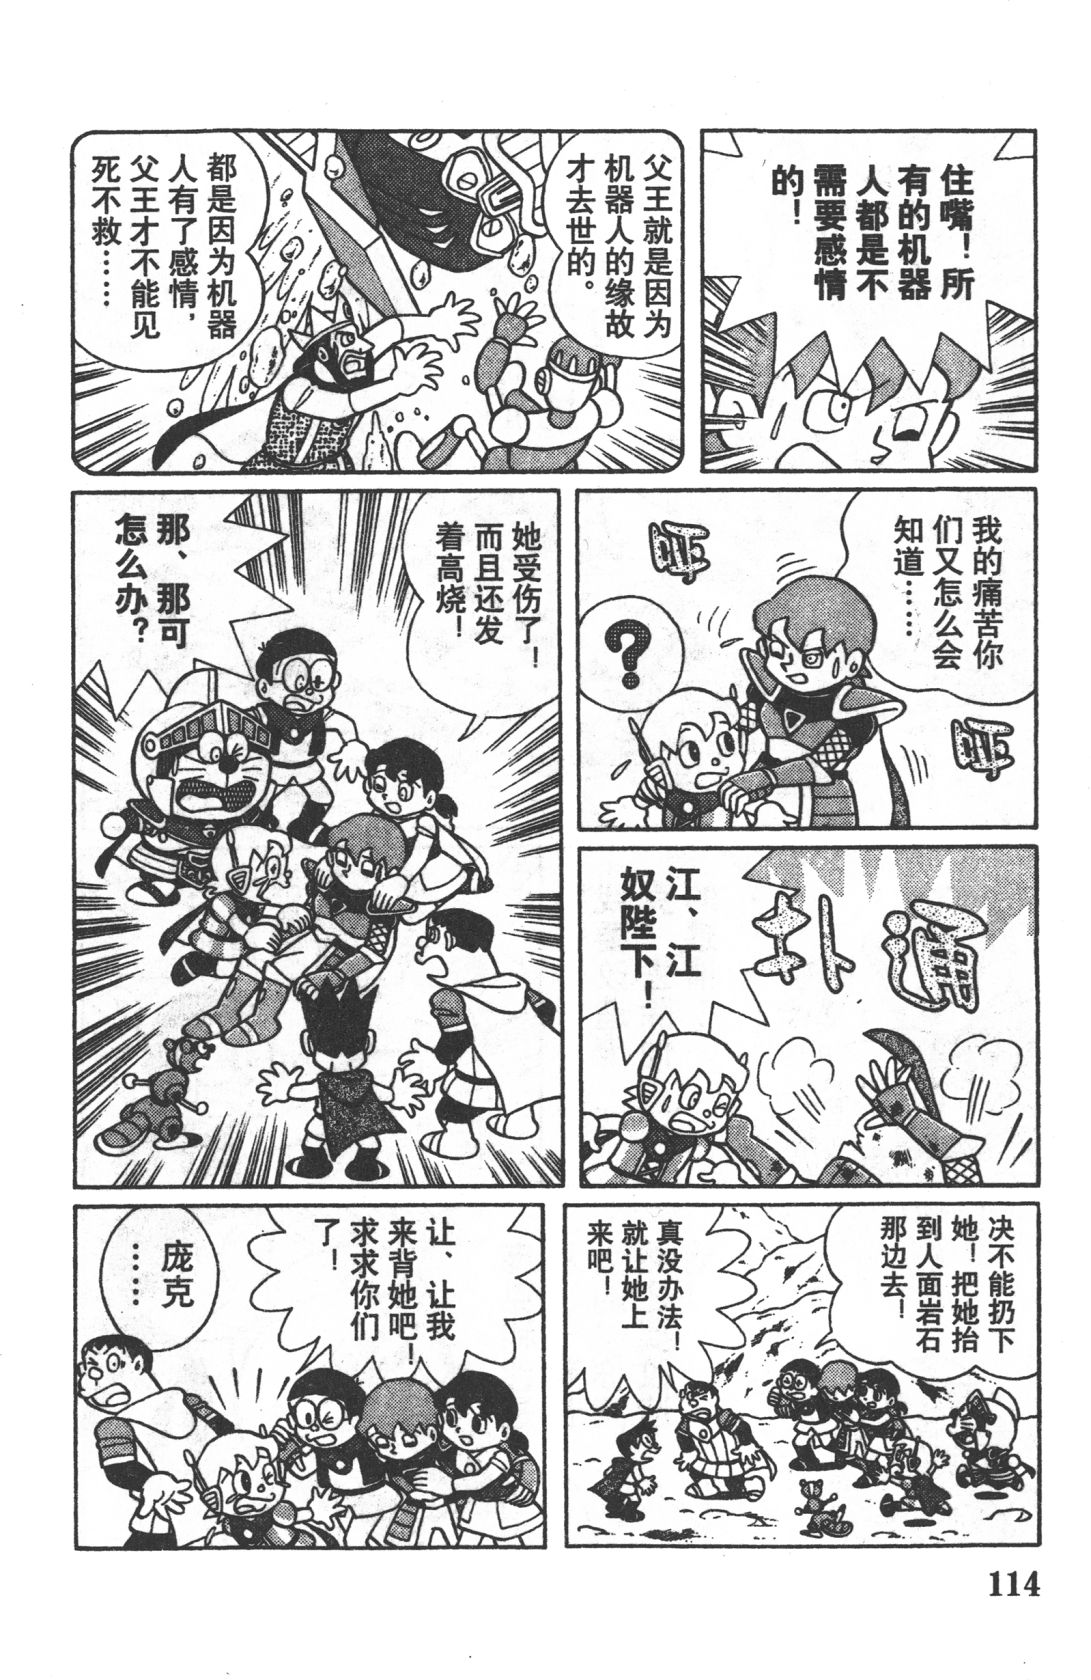 住嘴！所
有的机器
人都是不
需要感情
的！
父王就是因为
机器人的缘故
才去世的。
都是因为机器
人有了感情，
父王才不能见
死不救……
我的痛苦你
们又怎么会
知道……
？
她受伤了！
而且还发
着高烧！
那、那可
怎么办？
扑通
江、江
奴陛下！
决不能扔下
她！把她抬
到人面岩石
那边去！
真没办法！
就让她上
来吧！
让、让我
来背她吧！
求求你们
了！
庞克
……
114